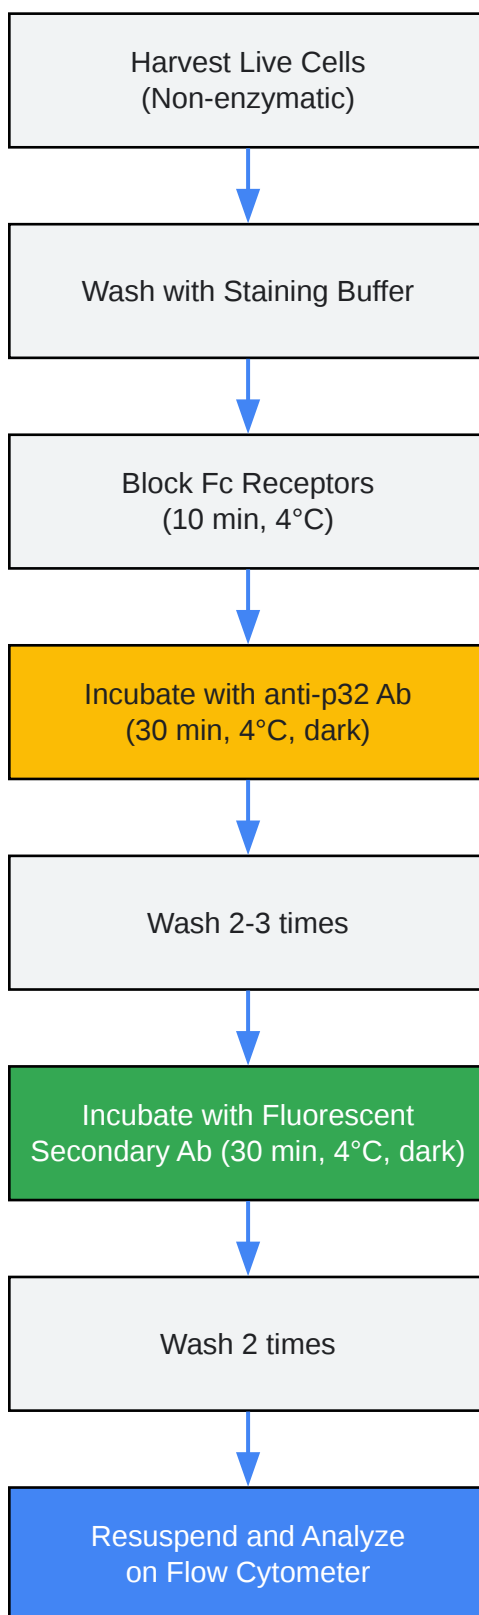 Harvest Live Cells
(Non-enzymatic)
Wash with Staining Buffer
Block Fc Receptors
(10 min, 4°C)
Incubate with anti-p32 Ab
(30 min, 4°C, dark)
Wash 2-3 times
Incubate with Fluorescent
Secondary Ab (30 min, 4°C, dark)
Wash 2 times
Resuspend and Analyze
on Flow Cytometer